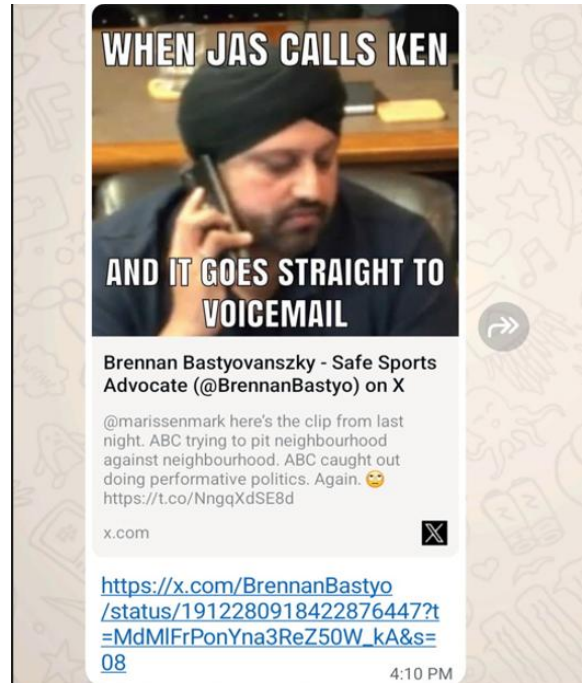 WHEN JAS CALLS KEN
AND IT GOES STRAIGHT TO
VOICEMAIL
Brennan Bastyovanszky - Safe Sports
Advocate (@BrennanBastyo) on X
@marissenmark here's the clip from last
night. ABC trying to pit neighbourhood
against neighbourhood. ABC caught out
doing performative politics. Again. 🙄
https://t.co/NngqXdSE8d
x.com
https://x.com/BrennanBastyo
/status/1912280918422876447?t
=MdMlFrPonYna3ReZ50W_kA&s=
08
4:10 PM